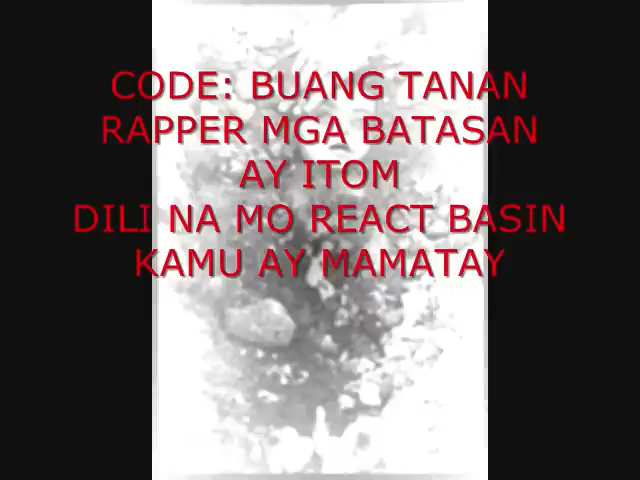 CODE: BUANG TANAN
RAPPER MGA BATASAN
AY ITOM
DILI NA MO REACT BASIN
KAMU AY MAMATAY